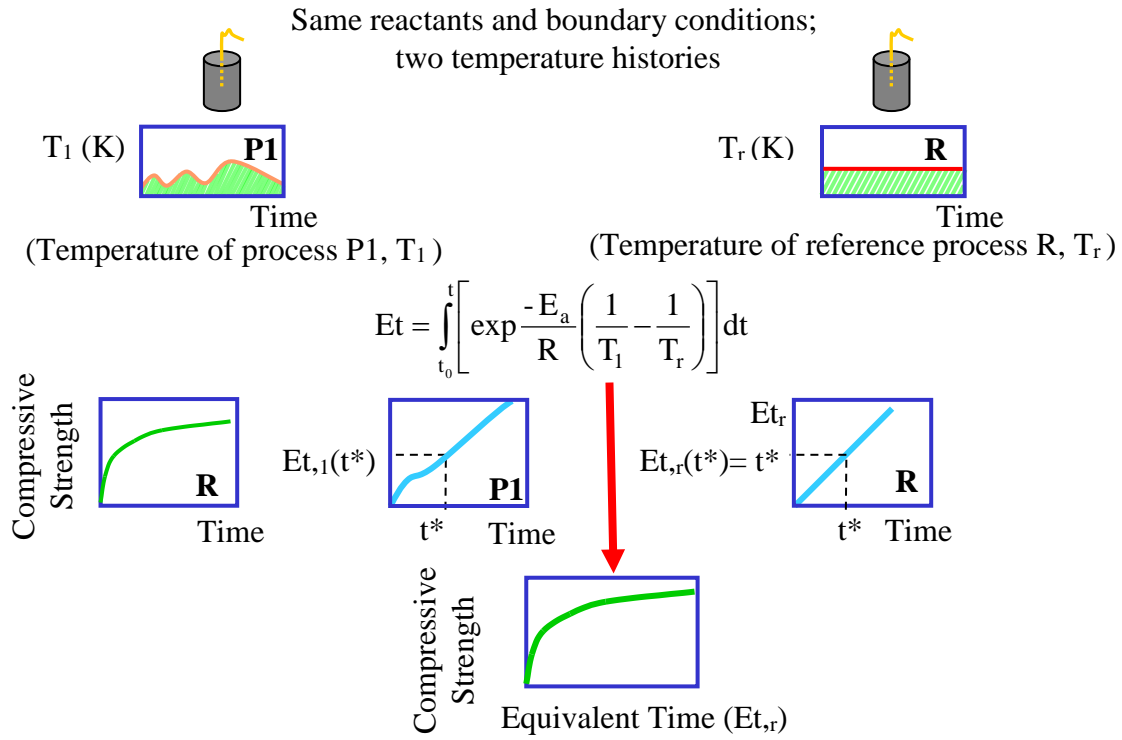 Same reactants and boundary conditions;
two temperature histories
T₁ (K)
P1
Time
(Temperature of process P1, T₁ )
Tᵣ (K)
R
Time
(Temperature of reference process R, Tᵣ )
Et = ∫ₜ₀ᵗ [ exp -Eₐ/R ( 1/T₁ − 1/Tᵣ ) ] dt
Compressive
Strength
R
Time
Et,₁(t*)
P1
t*
Time
Etᵣ
Et,ᵣ(t*)= t*
R
t*
Time
Compressive
Strength
Equivalent Time (Et,ᵣ)